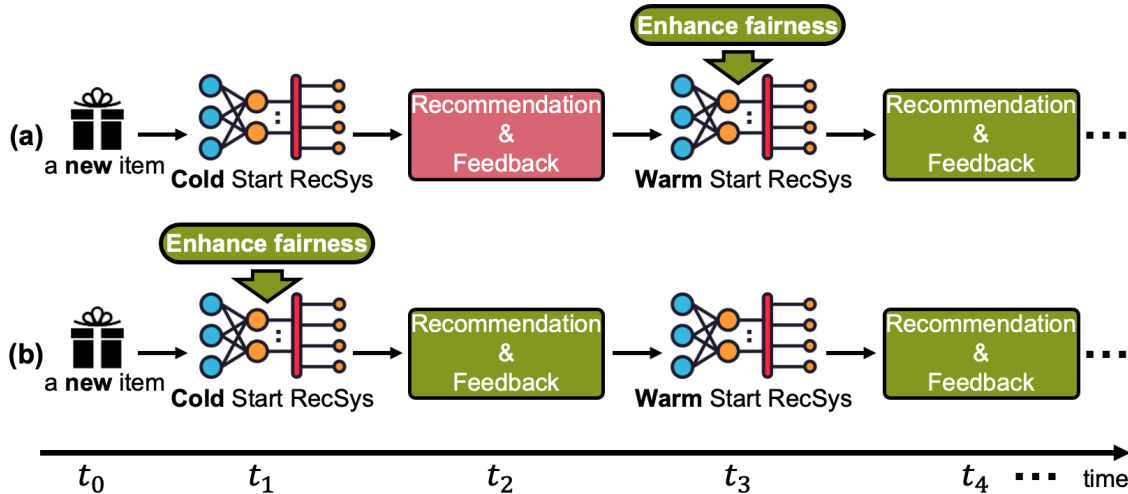 Enhance fairness
(a)
a new item
Cold Start RecSys
Recommendation
&
Feedback
Warm Start RecSys
Recommendation
&
Feedback
...
Enhance fairness
(b)
a new item
Cold Start RecSys
Recommendation
&
Feedback
Warm Start RecSys
Recommendation
&
Feedback
...
t₀ t₁ t₂ t₃ t₄ ... time